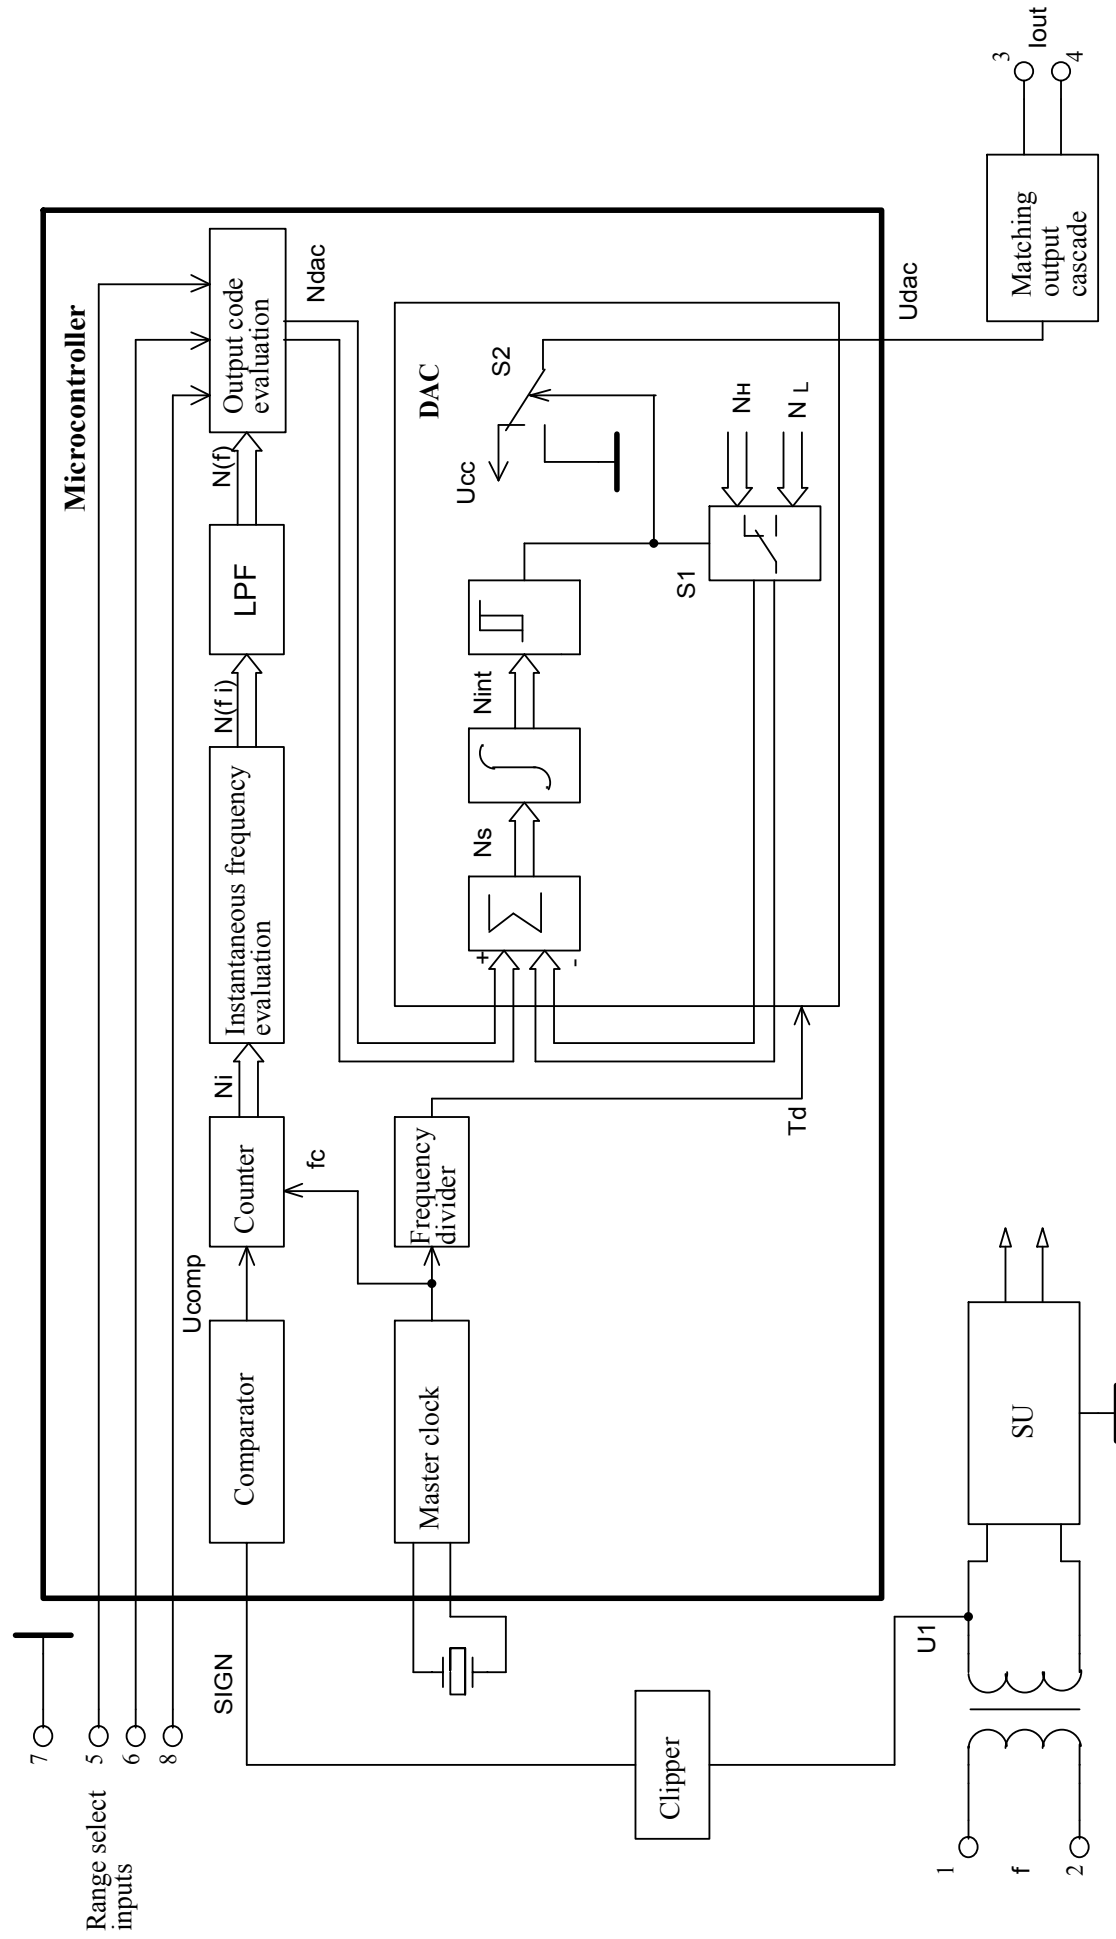 Microcontroller
7
5
6
8
Range select
inputs
SIGN
Comparator
Ucomp
Counter
Ni
Instantaneous frequency
evaluation
N(f i)
LPF
N(f)
Output code
evaluation
Ndac
fc
Master clock
Frequency
divider
Td
DAC
+
-
Ns
Nint
S1
S2
Ucc
NH
N L
Udac
Matching
output
cascade
3
Iout
4
Clipper
U1
SU
1
f
2